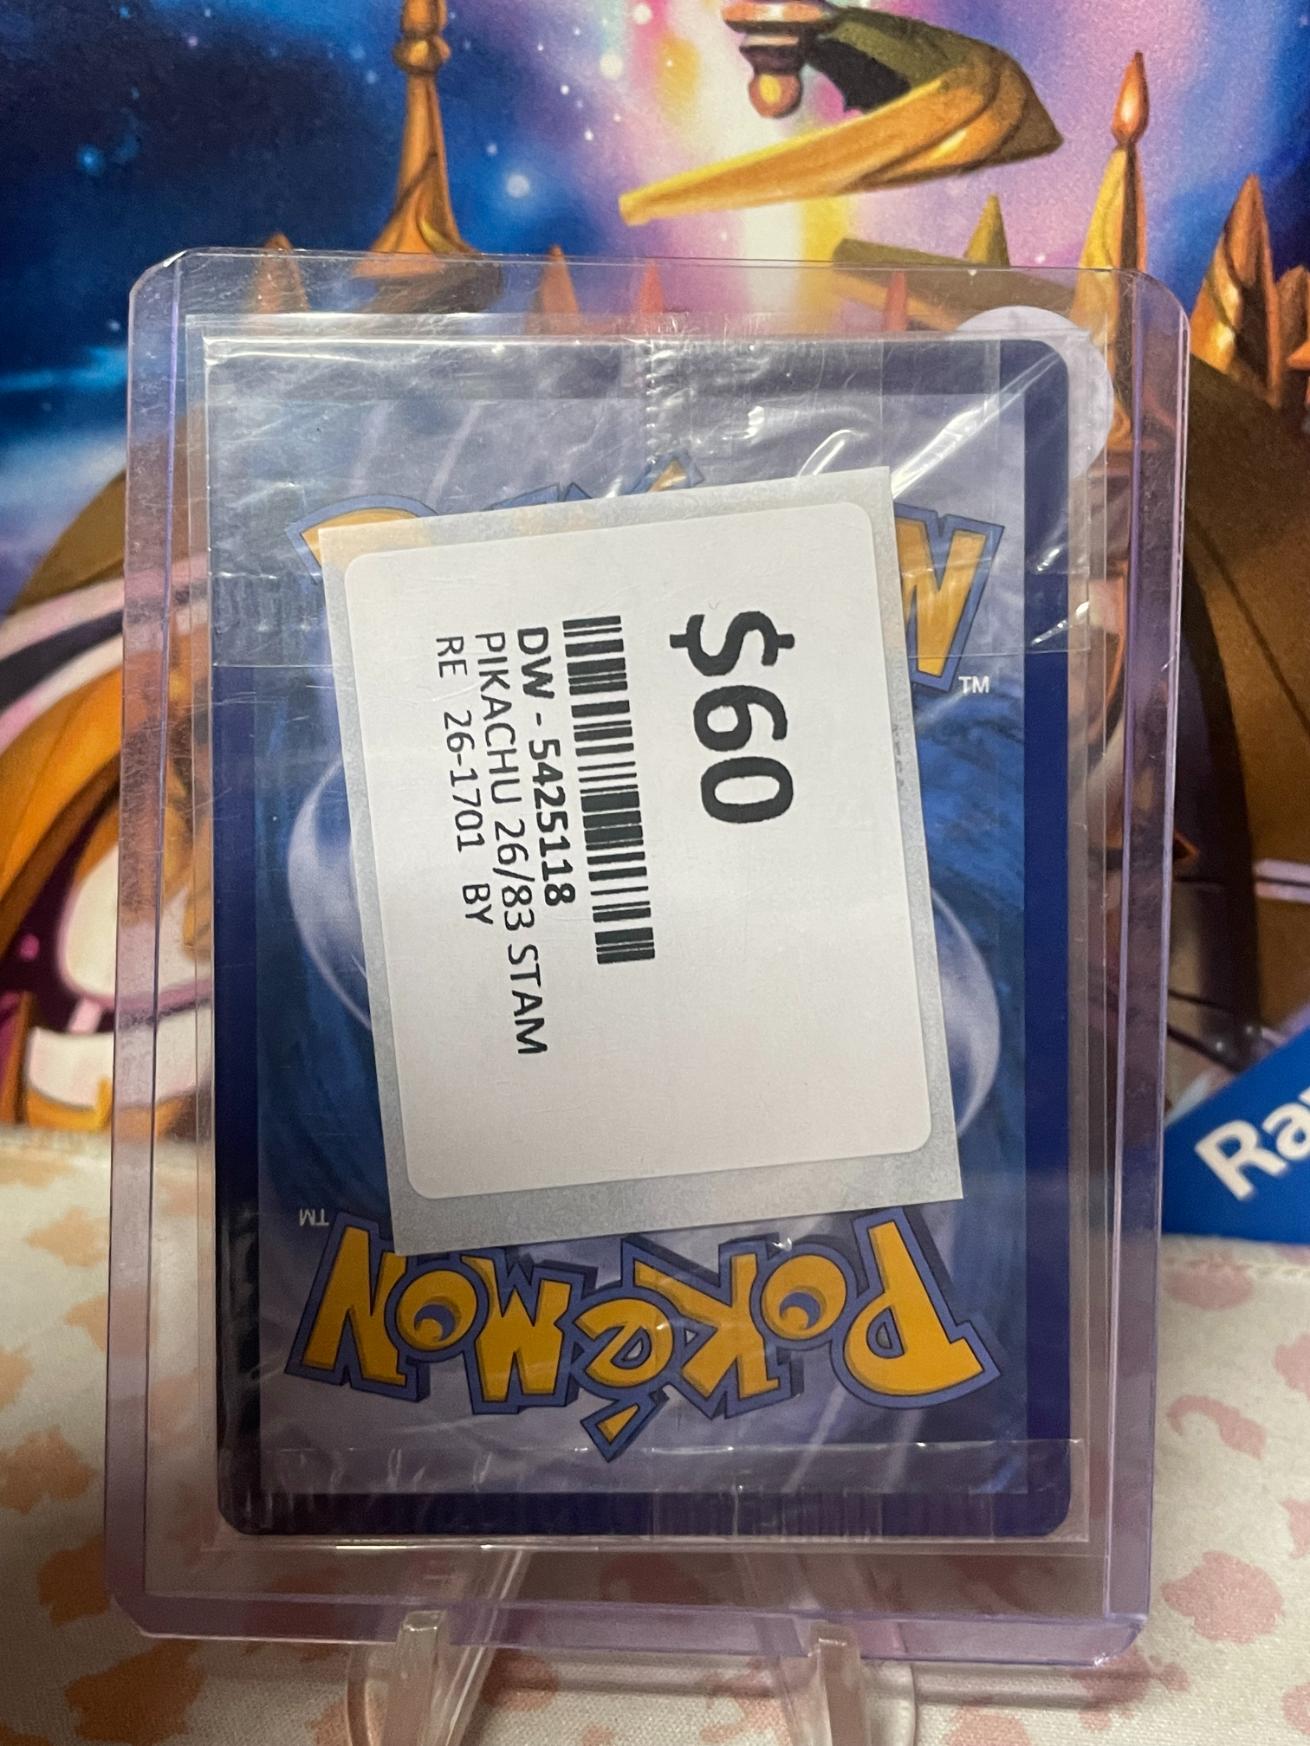 $60
DW - 5425118
PIKACHU 26/83 STAM
RE 26-1701 BY
TM
TM
POKéMON
Ra